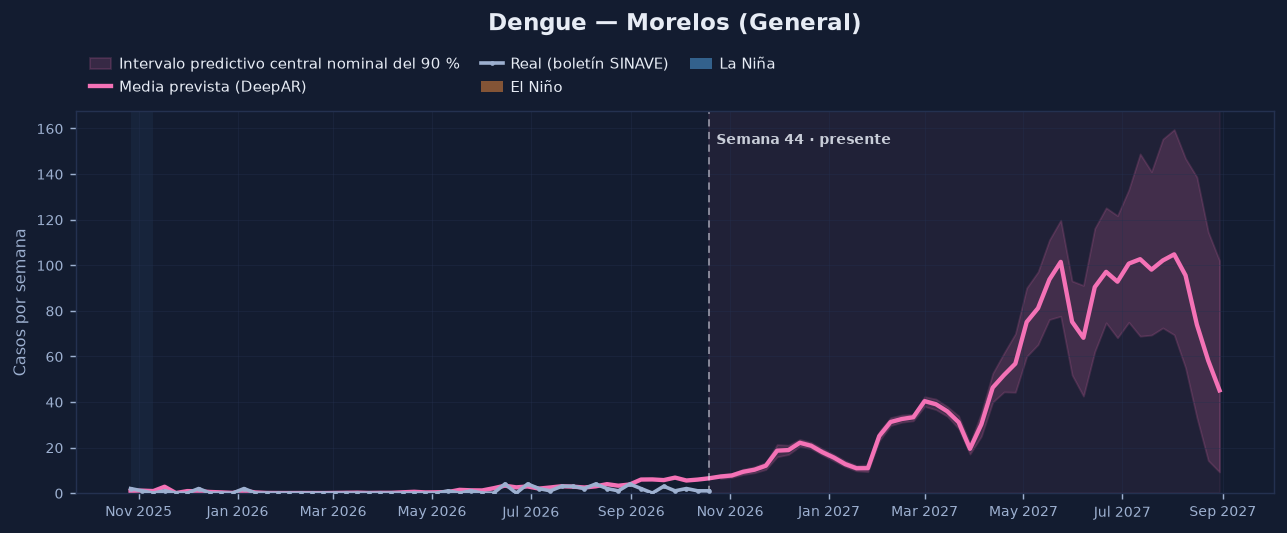 Dengue — Morelos (General)
Intervalo predictivo central nominal del 90 %
Real (boletín SINAVE)
La Niña
Media prevista (DeepAR)
El Niño
Semana 44 · presente
Casos por semana
160
140
120
100
80
60
40
20
0
Nov 2025
Jan 2026
Mar 2026
May 2026
Jul 2026
Sep 2026
Nov 2026
Jan 2027
Mar 2027
May 2027
Jul 2027
Sep 2027